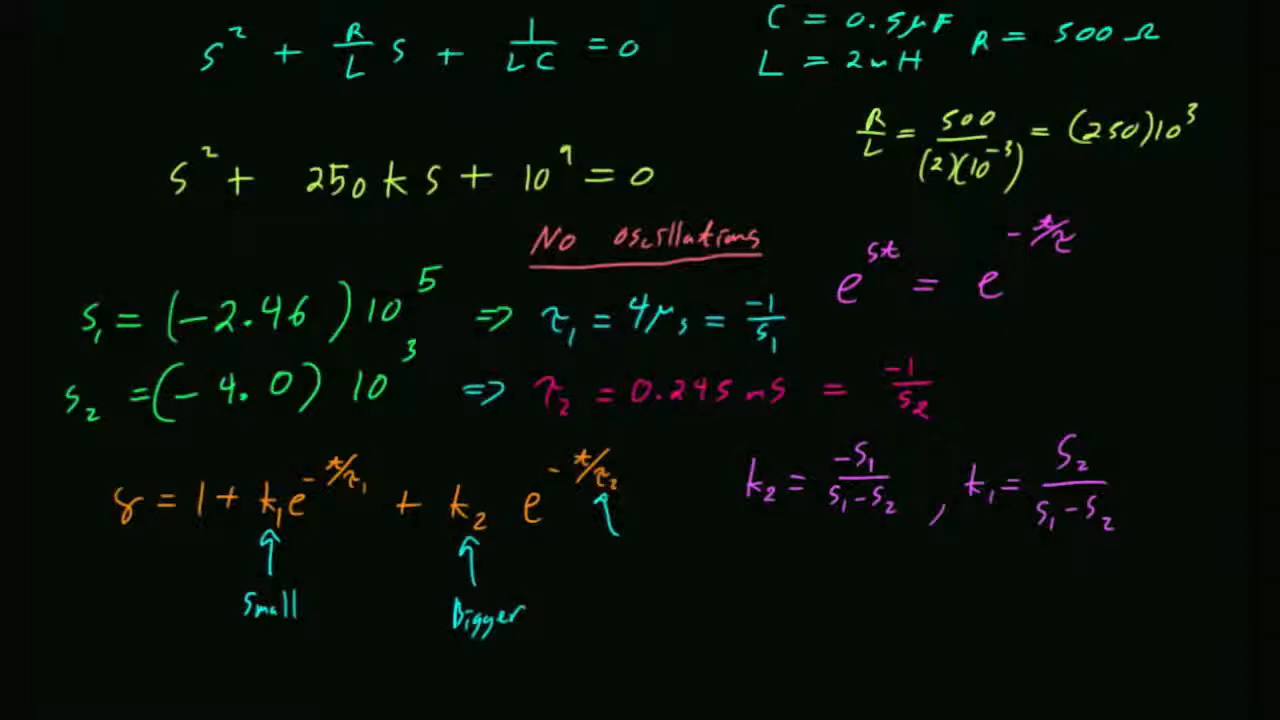 s² + R/L s + 1/LC = 0
C = 0.5μF R = 500 Ω
L = 2mH
R/L = 500/(2)(10⁻³) = (250)10³
s² + 250k s + 10⁹ = 0
No oscillations
e^st = e^-t/τ
s₁ = (-2.46)10⁵ ⇒ τ₁ = 4μs = -1/s₁
s₂ = (-4.0)10³ ⇒ τ₂ = 0.245 ms = -1/s₂
γ = 1 + k₁e^-t/τ₁ + k₂ e^-t/τ₂
k₂ = -s₁/(s₁-s₂), k₁ = s₂/(s₁-s₂)
Small Bigger